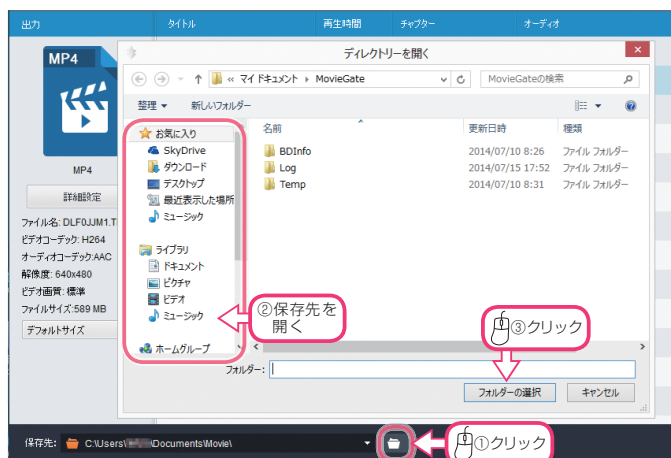 出力
タイトル 再生時間 チャプター オーディオ
MP4
ディレクトリーを開く
« マイ ドキュメント ▸ MovieGate
MovieGateの検索
整理 新しいフォルダー
お気に入り
SkyDrive
ダウンロード
デスクトップ
最近表示した場所
ミュージック
ライブラリ
ドキュメント
ピクチャ
ビデオ
ミュージック
ホームグループ
名前 更新日時 種類
BDInfo 2014/07/10 8:26 ファイル フォルダー
Log 2014/07/15 17:52 ファイル フォルダー
Temp 2014/07/10 8:31 ファイル フォルダー
MP4
詳細設定
ファイル名: DLF0JJM1.T
ビデオコーデック: H264
オーディオコーデック:AAC
解像度: 640x480
ビデオ画質: 標準
ファイルサイズ:589 MB
デフォルトサイズ
②保存先を
開く
③クリック
フォルダー:
フォルダーの選択 キャンセル
保存先: C:\Users\ \Documents\Movie\
①クリック